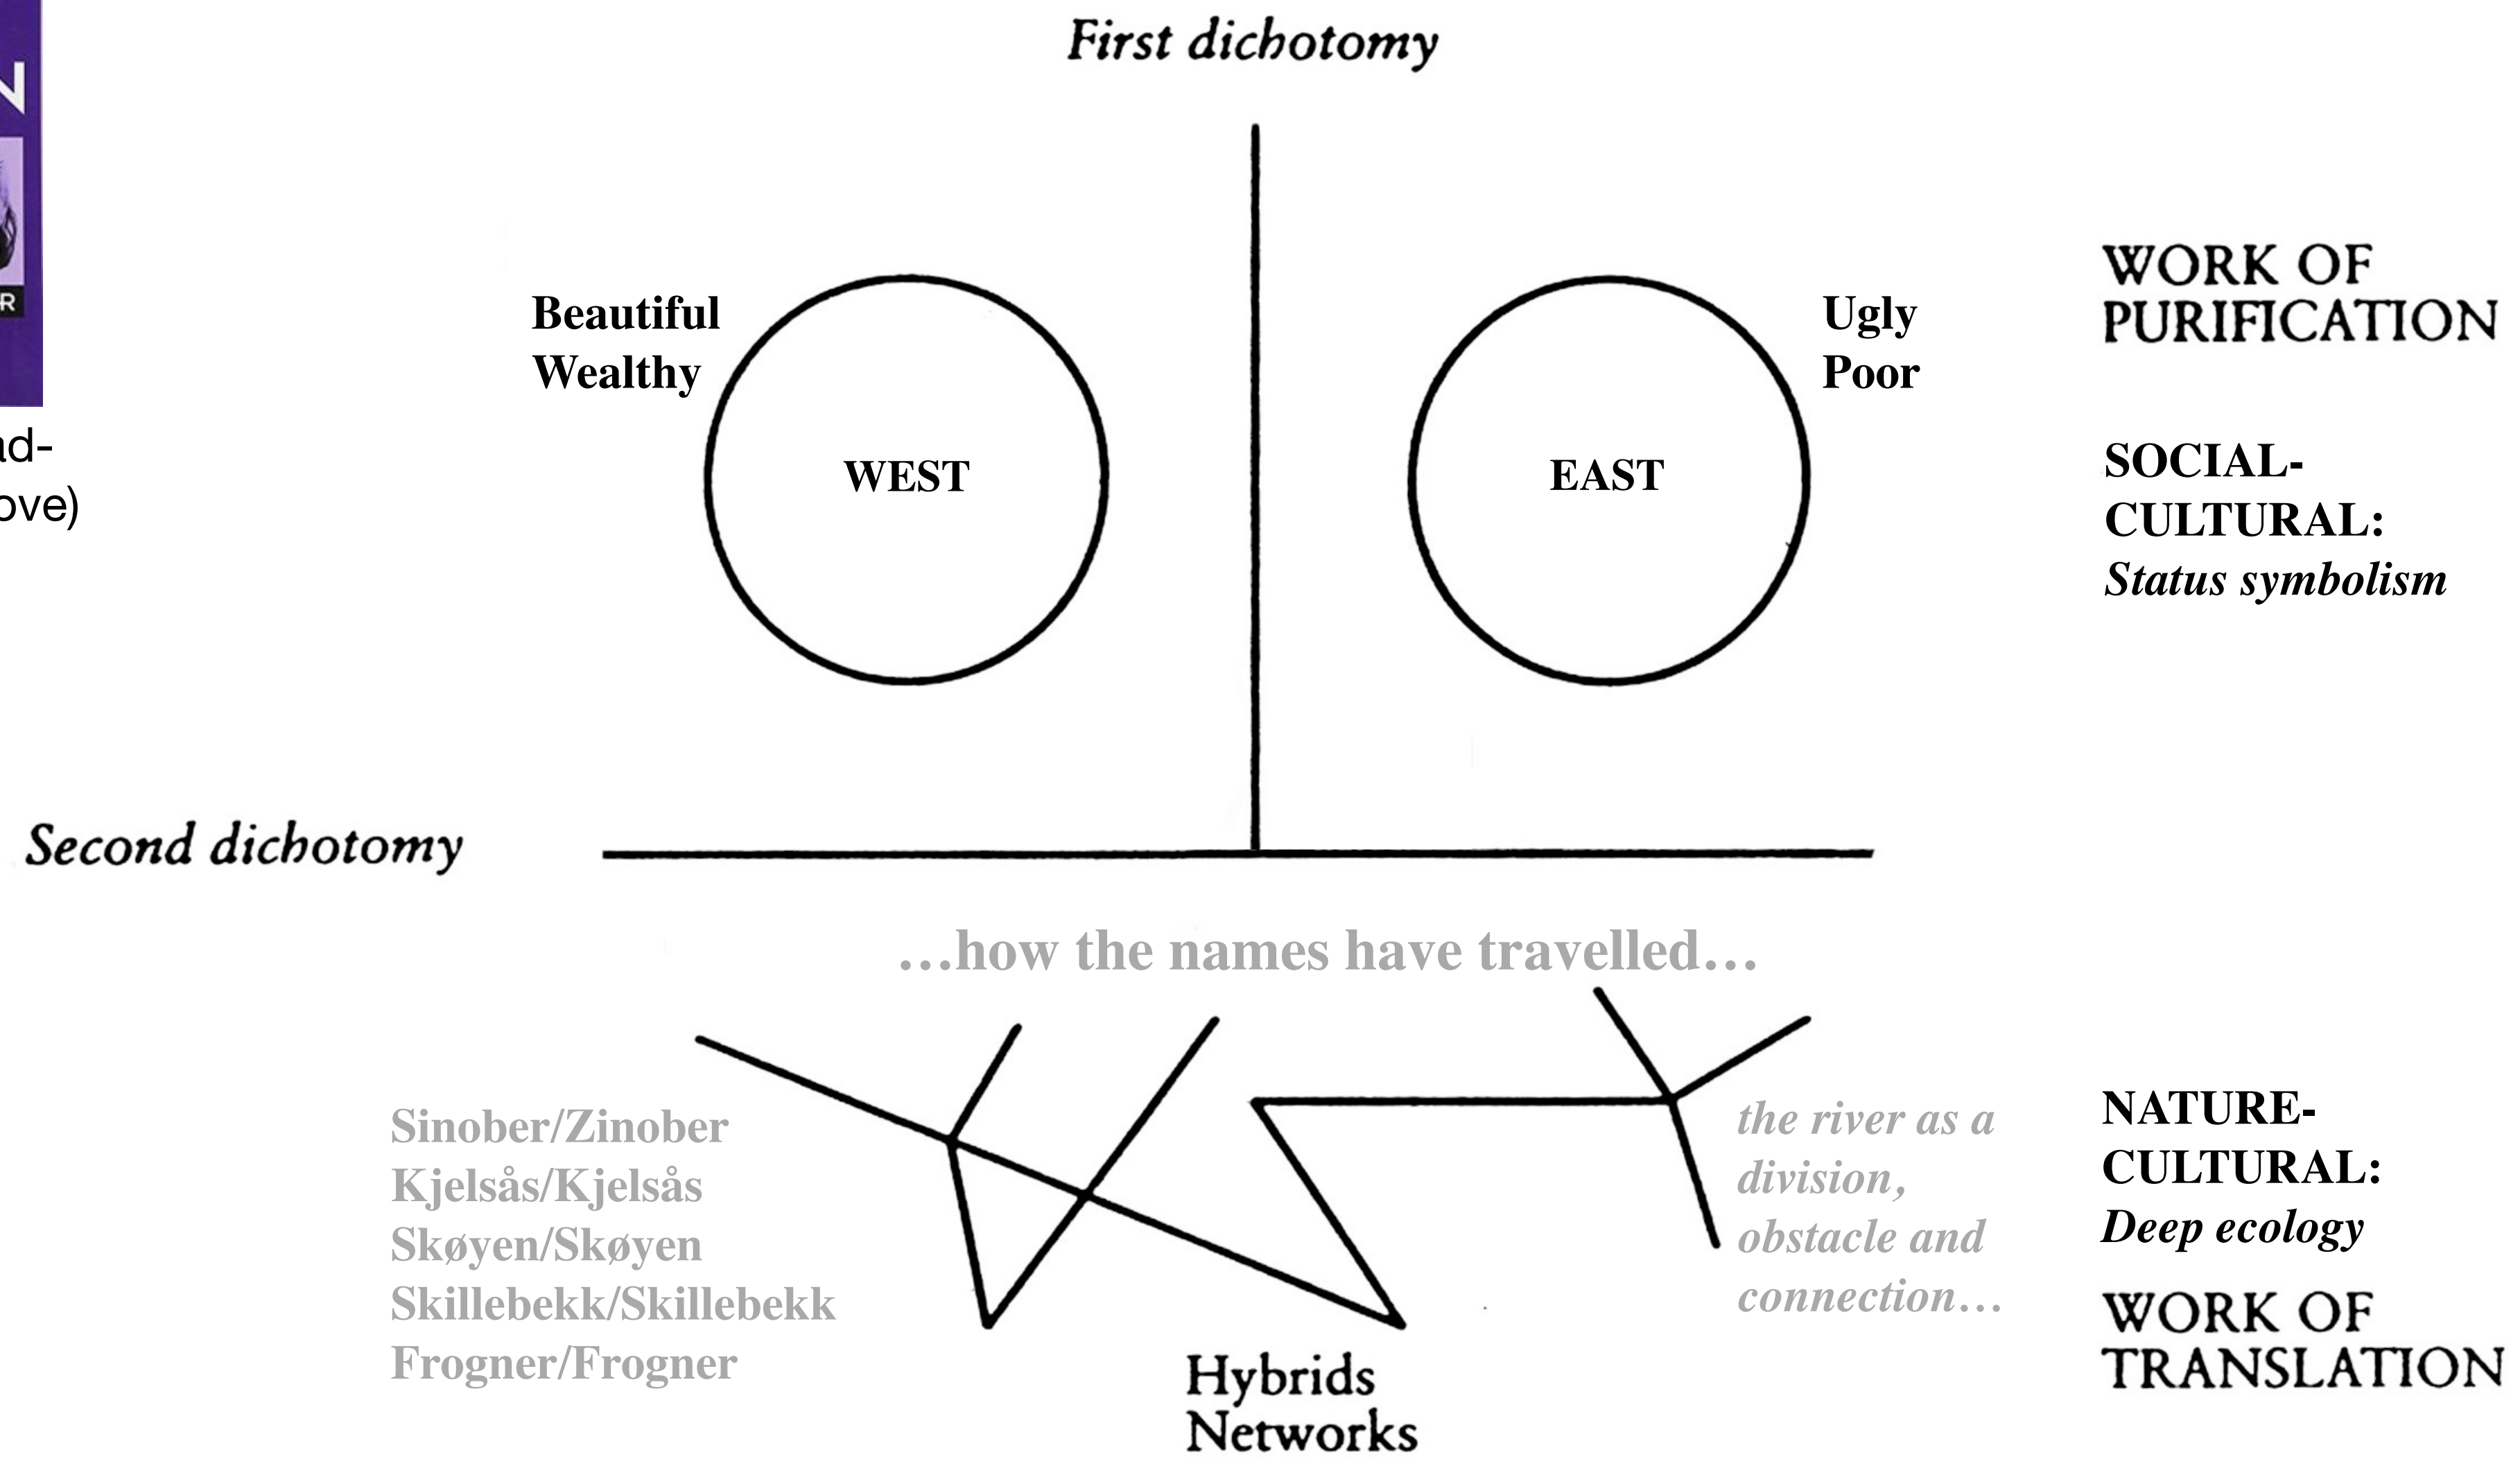 First dichotomy
N
R
ad-
ove)
Beautiful
Wealthy
WEST
Ugly
Poor
EAST
WORK OF
PURIFICATION
SOCIAL-
CULTURAL:
Status symbolism
Second dichotomy
…how the names have travelled…
Sinober/Zinober
Kjelsås/Kjelsås
Skøyen/Skøyen
Skillebekk/Skillebekk
Frogner/Frogner
the river as a
division,
obstacle and
connection…
NATURE-
CULTURAL:
Deep ecology
WORK OF
TRANSLATION
Hybrids
Networks